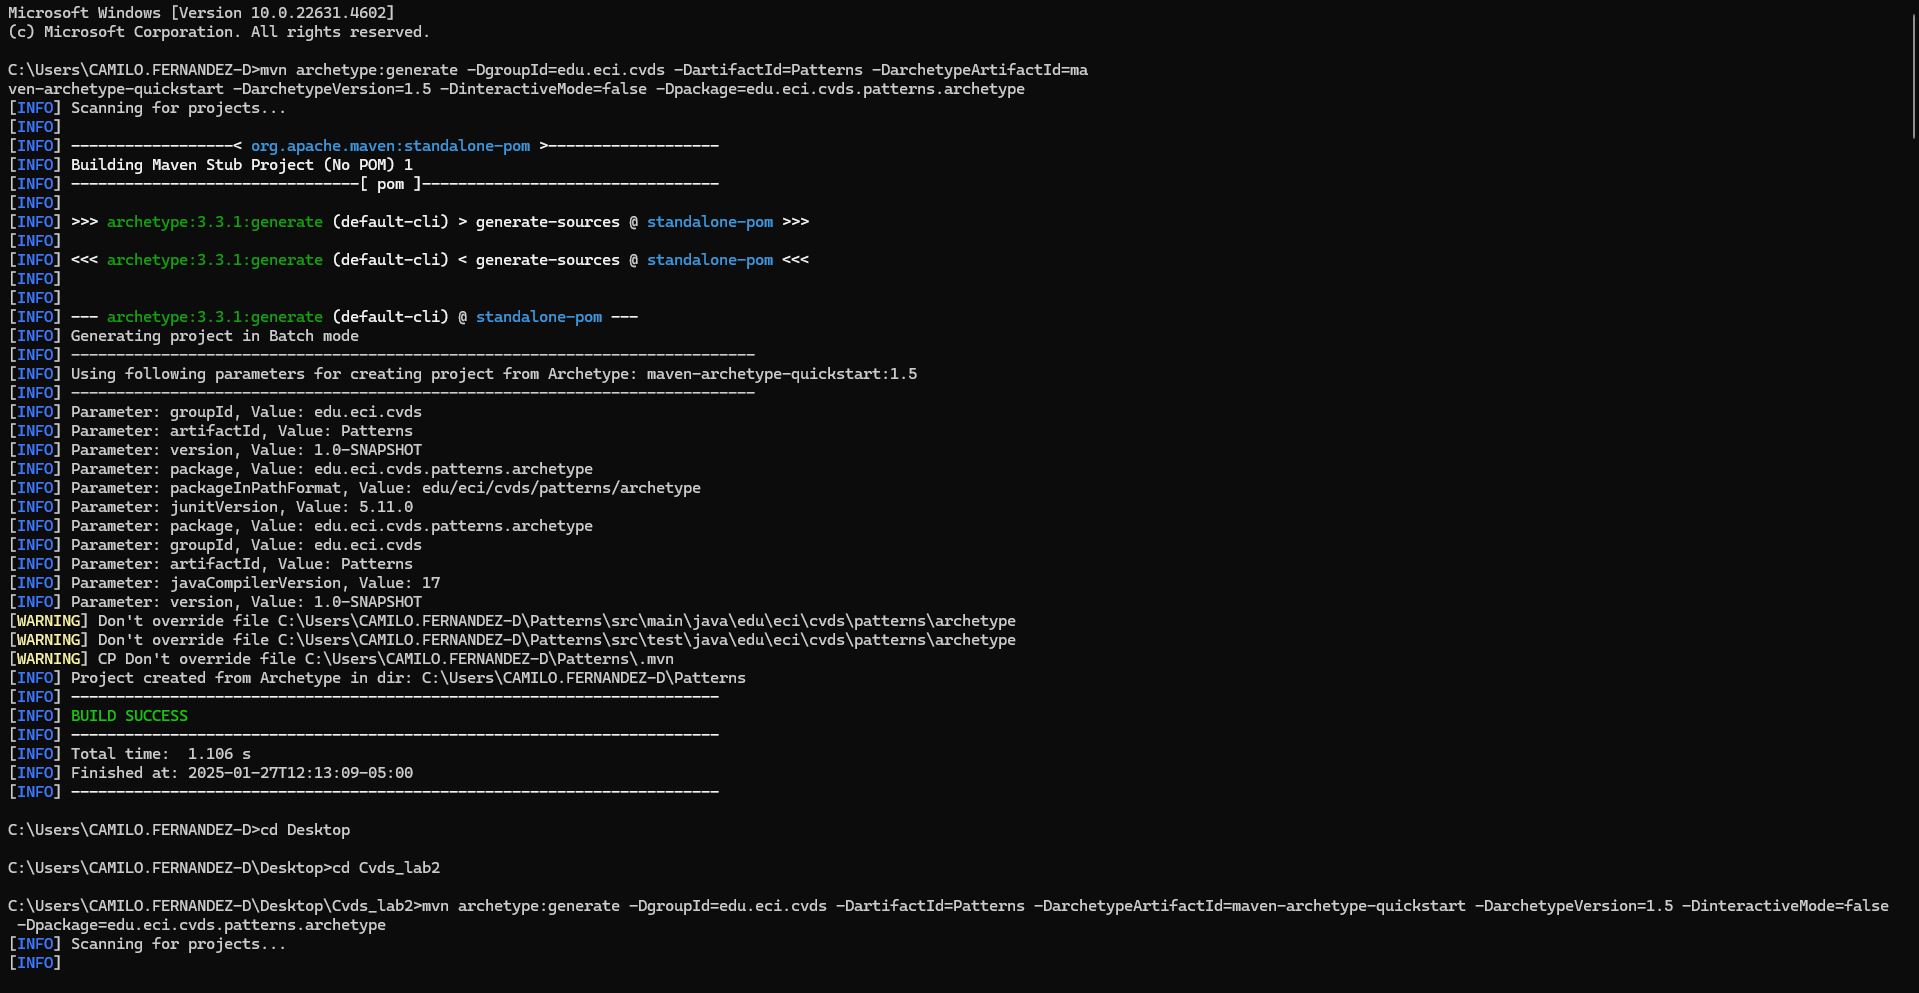 Microsoft Windows [Version 10.0.22631.4602]
(c) Microsoft Corporation. All rights reserved.
C:\Users\CAMILO.FERNANDEZ-D>mvn archetype:generate -DgroupId=edu.eci.cvds -DartifactId=Patterns -DarchetypeArtifactId=ma
ven-archetype-quickstart -DarchetypeVersion=1.5 -DinteractiveMode=false -Dpackage=edu.eci.cvds.patterns.archetype
[INFO] Scanning for projects...
[INFO]
[INFO] ------------------< org.apache.maven:standalone-pom >-------------------
[INFO] Building Maven Stub Project (No POM) 1
[INFO] --------------------------------[ pom ]---------------------------------
[INFO]
[INFO] >>> archetype:3.3.1:generate (default-cli) > generate-sources @ standalone-pom >>>
[INFO]
[INFO] <<< archetype:3.3.1:generate (default-cli) < generate-sources @ standalone-pom <<<
[INFO]
[INFO]
[INFO] --- archetype:3.3.1:generate (default-cli) @ standalone-pom ---
[INFO] Generating project in Batch mode
[INFO] ----------------------------------------------------------------------------
[INFO] Using following parameters for creating project from Archetype: maven-archetype-quickstart:1.5
[INFO] ----------------------------------------------------------------------------
[INFO] Parameter: groupId, Value: edu.eci.cvds
[INFO] Parameter: artifactId, Value: Patterns
[INFO] Parameter: version, Value: 1.0-SNAPSHOT
[INFO] Parameter: package, Value: edu.eci.cvds.patterns.archetype
[INFO] Parameter: packageInPathFormat, Value: edu/eci/cvds/patterns/archetype
[INFO] Parameter: junitVersion, Value: 5.11.0
[INFO] Parameter: package, Value: edu.eci.cvds.patterns.archetype
[INFO] Parameter: groupId, Value: edu.eci.cvds
[INFO] Parameter: artifactId, Value: Patterns
[INFO] Parameter: javaCompilerVersion, Value: 17
[INFO] Parameter: version, Value: 1.0-SNAPSHOT
[WARNING] Don't override file C:\Users\CAMILO.FERNANDEZ-D\Patterns\src\main\java\edu\eci\cvds\patterns\archetype
[WARNING] Don't override file C:\Users\CAMILO.FERNANDEZ-D\Patterns\src\test\java\edu\eci\cvds\patterns\archetype
[WARNING] CP Don't override file C:\Users\CAMILO.FERNANDEZ-D\Patterns\.mvn
[INFO] Project created from Archetype in dir: C:\Users\CAMILO.FERNANDEZ-D\Patterns
[INFO] ------------------------------------------------------------------------
[INFO] BUILD SUCCESS
[INFO] ------------------------------------------------------------------------
[INFO] Total time:  1.106 s
[INFO] Finished at: 2025-01-27T12:13:09-05:00
[INFO] ------------------------------------------------------------------------
C:\Users\CAMILO.FERNANDEZ-D>cd Desktop
C:\Users\CAMILO.FERNANDEZ-D\Desktop>cd Cvds_lab2
C:\Users\CAMILO.FERNANDEZ-D\Desktop\Cvds_lab2>mvn archetype:generate -DgroupId=edu.eci.cvds -DartifactId=Patterns -DarchetypeArtifactId=maven-archetype-quickstart -DarchetypeVersion=1.5 -DinteractiveMode=false
 -Dpackage=edu.eci.cvds.patterns.archetype
[INFO] Scanning for projects...
[INFO]